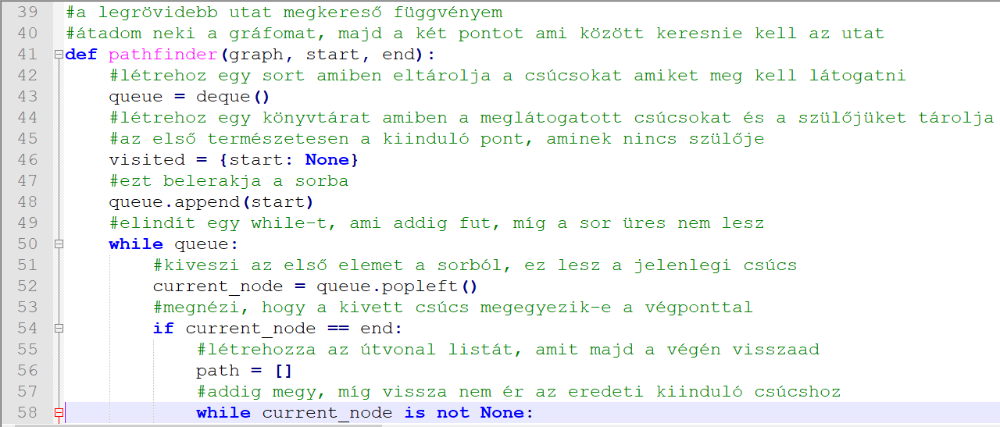 39 #a legrövidebb utat megkereső függvényem
40 #átadom neki a gráfomat, majd a két pontot ami között keresnie kell az utat
41 def pathfinder(graph, start, end):
42 #létrehoz egy sort amiben eltárolja a csúcsokat amiket meg kell látogatni
43 queue = deque()
44 #létrehoz egy könyvtárat amiben a meglátogatott csúcsokat és a szülőjüket tárolja
45 #az első természetesen a kiinduló pont, aminek nincs szülője
46 visited = {start: None}
47 #ezt belerakja a sorba
48 queue.append(start)
49 #elindít egy while-t, ami addig fut, míg a sor üres nem lesz
50 while queue:
51 #kiveszi az első elemet a sorból, ez lesz a jelenlegi csúcs
52 current_node = queue.popleft()
53 #megnézi, hogy a kivett csúcs megegyezik-e a végponttal
54 if current_node == end:
55 #létrehozza az útvonal listát, amit majd a végén visszaad
56 path = []
57 #addig megy, míg vissza nem ér az eredeti kiinduló csúcshoz
58 while current_node is not None: